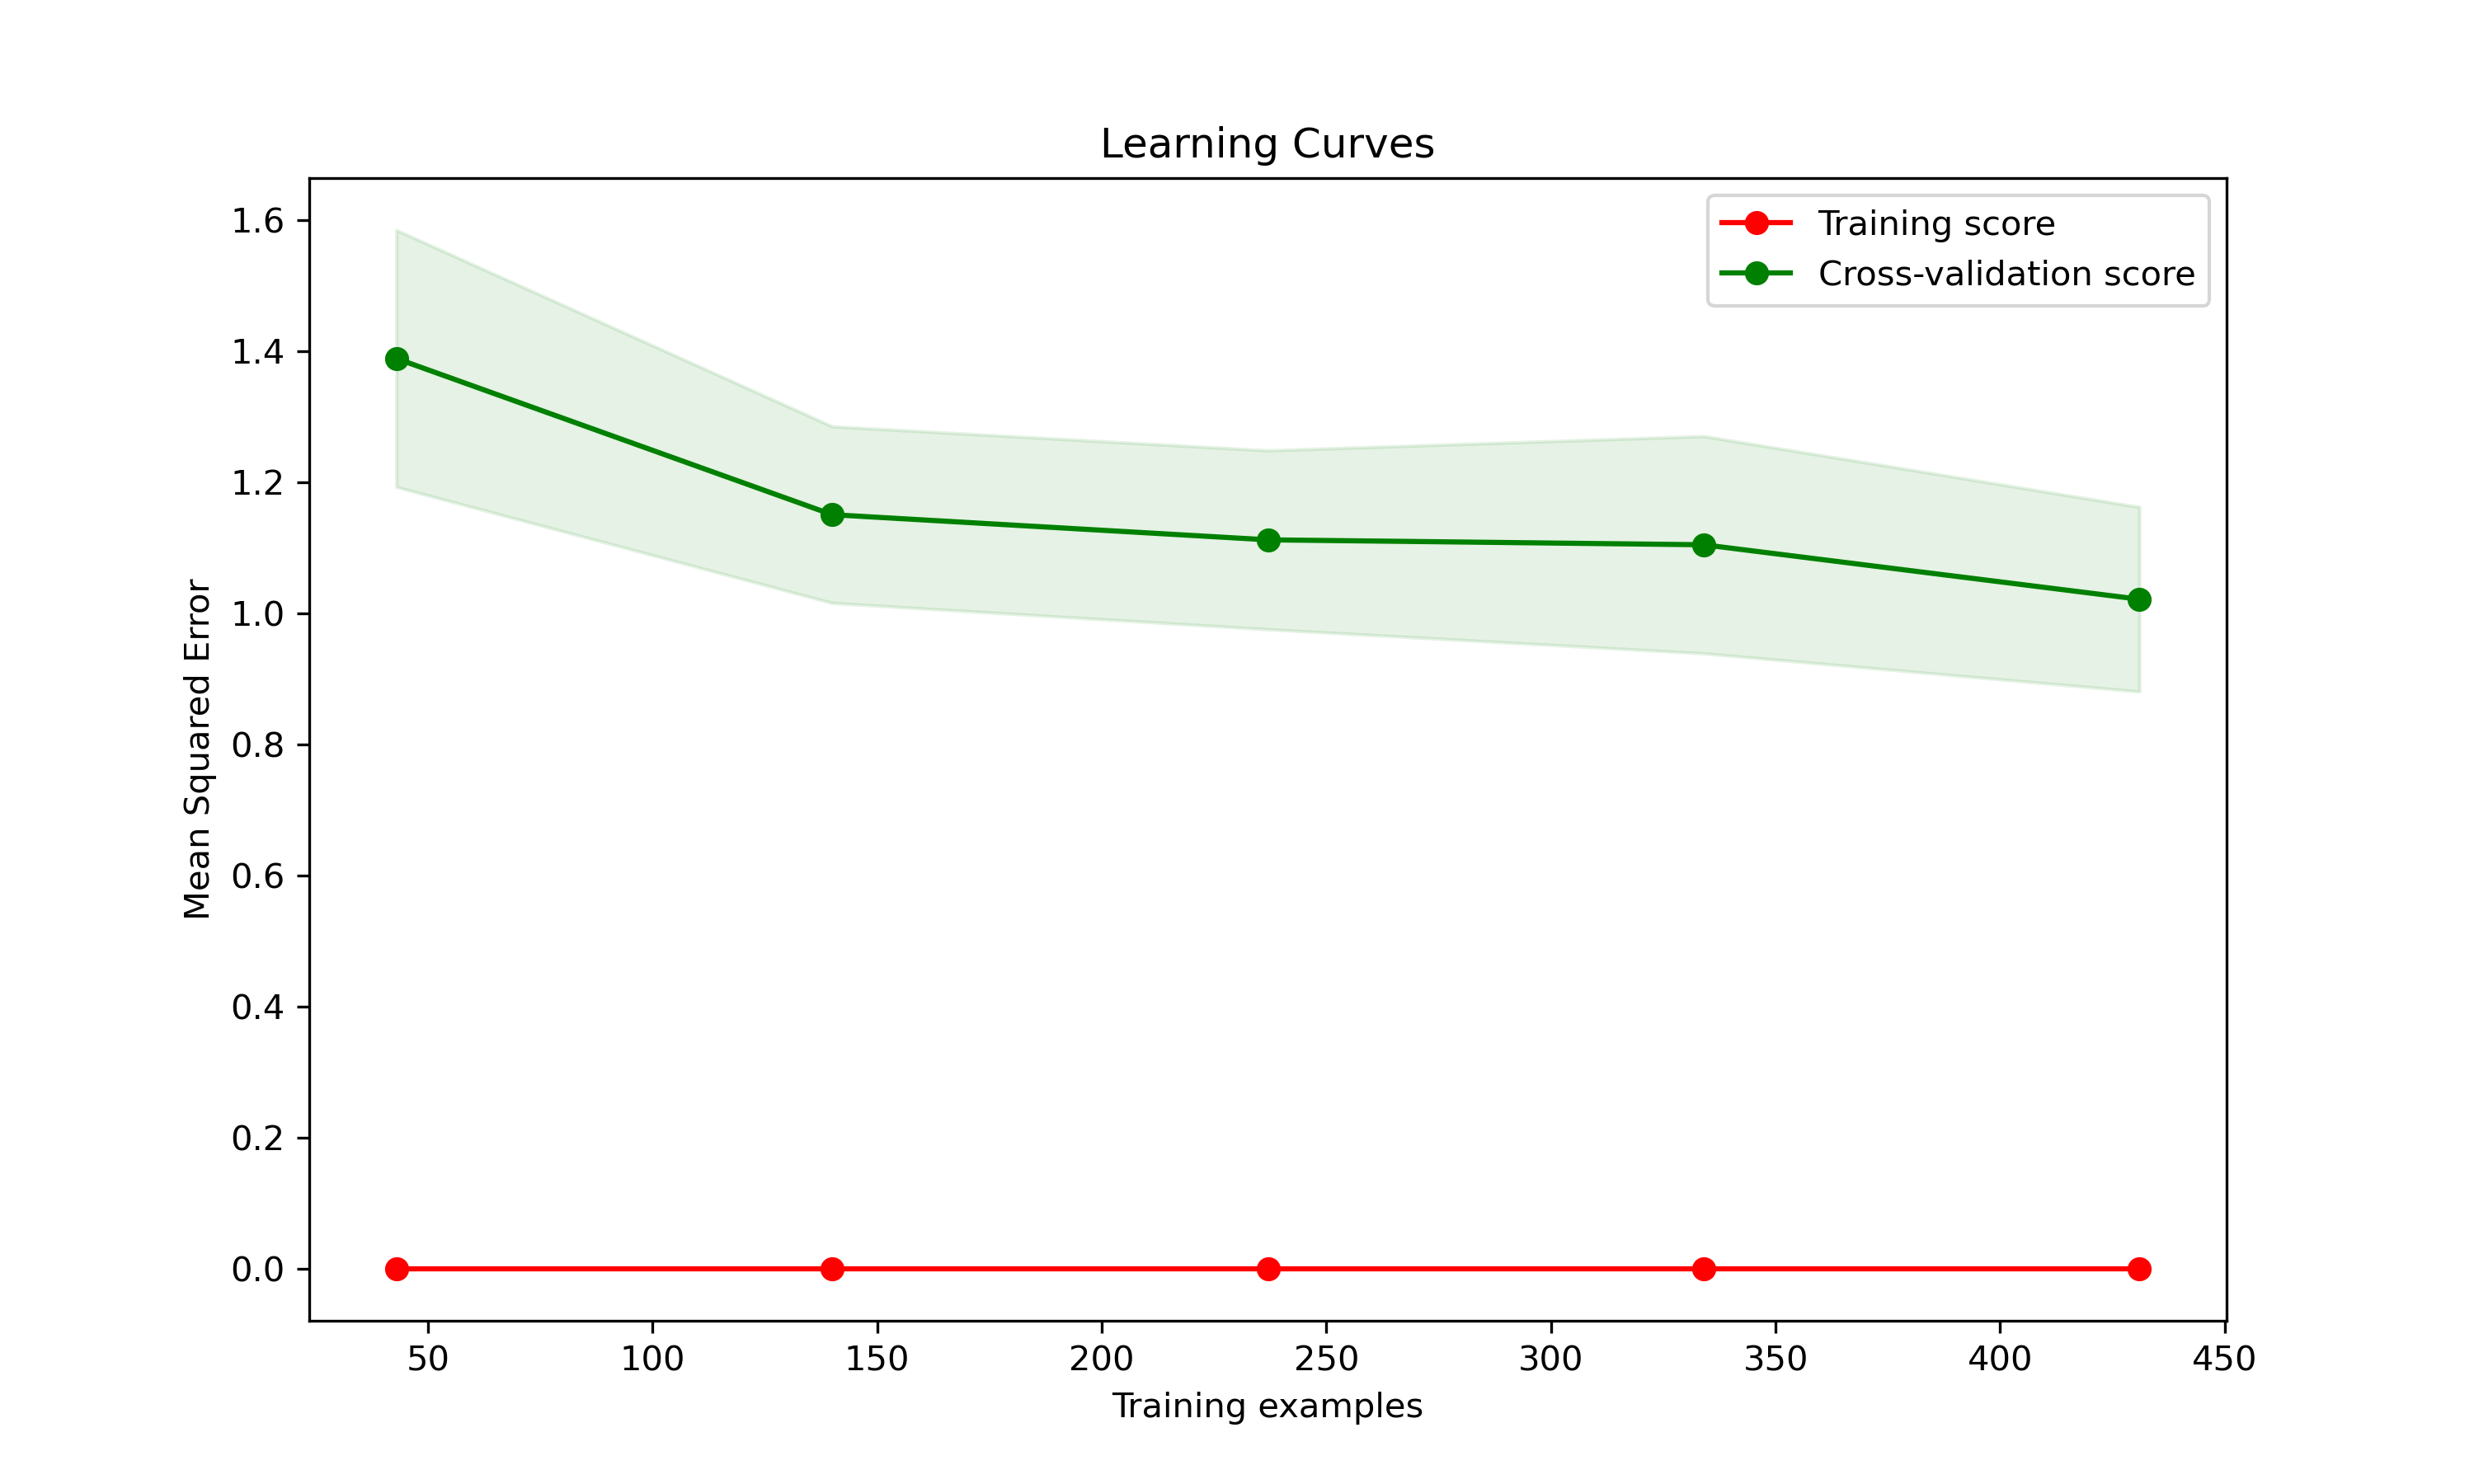 Learning Curves
Training score
Cross-validation score
Mean Squared Error
1.6
1.4
1.2
1.0
0.8
0.6
0.4
0.2
0.0
50 100 150 200 250 300 350 400 450
Training examples